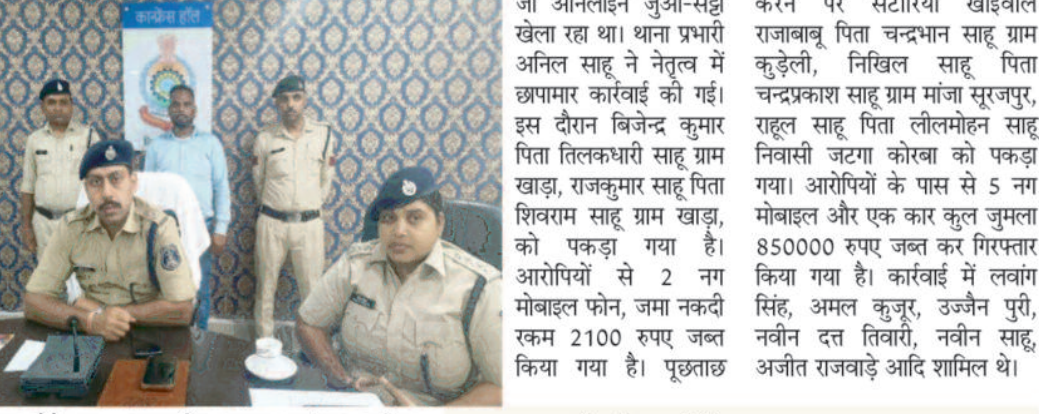 कान्फ्रेंस हॉल
जो ऑनलाइन जुआ-सट्टा
खेला रहा था। थाना प्रभारी
अनिल साहू ने नेतृत्व में
छापामार कार्रवाई की गई।
इस दौरान बिजेन्द्र कुमार
पिता तिलकधारी साहू ग्राम
खाड़ा, राजकुमार साहू पिता
शिवराम साहू ग्राम खाड़ा,
को पकड़ा गया है।
आरोपियों से 2 नग
मोबाइल फोन, जमा नकदी
रकम 2100 रुपए जब्त
किया गया है। पूछताछ
करने पर सटोरिया खाईवाल
राजाबाबू पिता चन्द्रभान साहू ग्राम
कुड़ेली, निखिल साहू पिता
चन्द्रप्रकाश साहू ग्राम मांजा सूरजपुर,
राहूल साहू पिता लीलमोहन साहू
निवासी जटगा कोरबा को पकड़ा
गया। आरोपियों के पास से 5 नग
मोबाइल और एक कार कुल जुमला
850000 रुपए जब्त कर गिरफ्तार
किया गया है। कार्रवाई में लवांग
सिंह, अमल कुजूर, उज्जैन पुरी,
नवीन दत्त तिवारी, नवीन साहू,
अजीत राजवाड़े आदि शामिल थे।